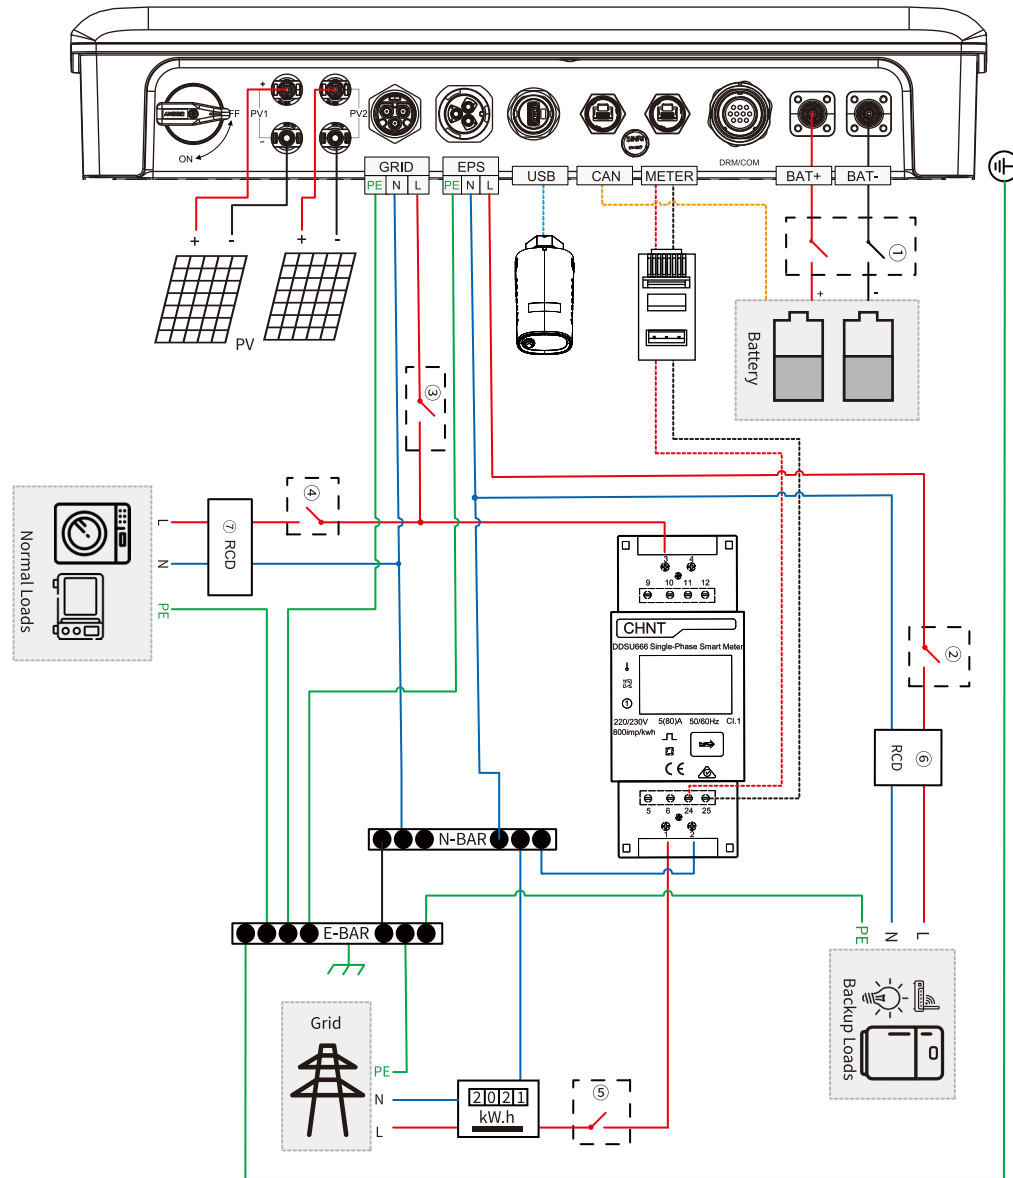 +
-
PV1
PV2
FF
ON
GRID
EPS
DRM/COM
PE N L
PE N L
USB
CAN
METER
BAT+
BAT-
+
-
+
-
PV
①
+
-
Battery
③
④
⑦ RCD
L
N
PE
Normal Loads
3
4
9
10
11
12
CHNT
DDSU666 Single-Phase Smart Meter
①
220/230V
5(80)A
50/60Hz
Cl.1
800imp/kwh
CE
5
6
24
25
1
2
②
⑥
RCD
N-BAR
E-BAR
PE
N
L
Backup Loads
Grid
PE
N
L
2021
kW.h
⑤